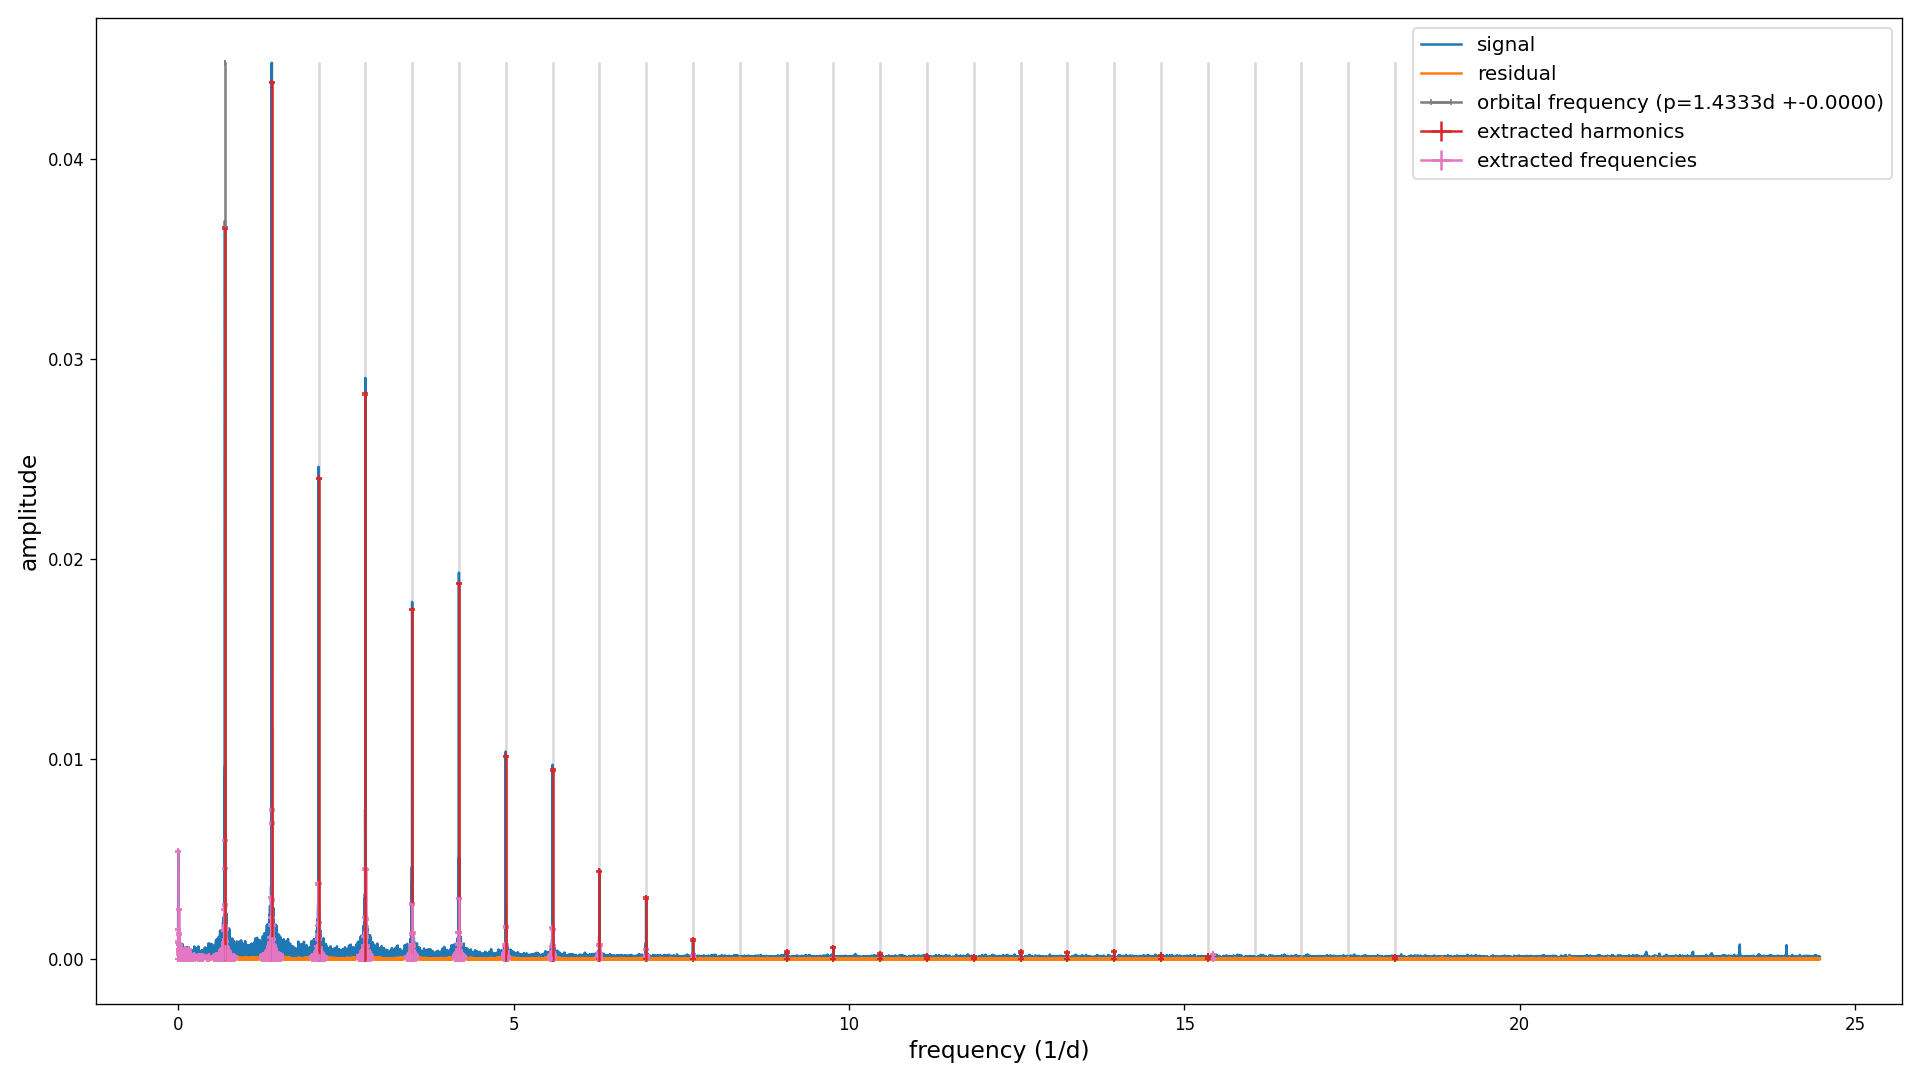 signal
residual
orbital frequency (p=1.4333d +-0.0000)
extracted harmonics
extracted frequencies
amplitude
0.04
0.03
0.02
0.01
0.00
0 5 10 15 20 25
frequency (1/d)